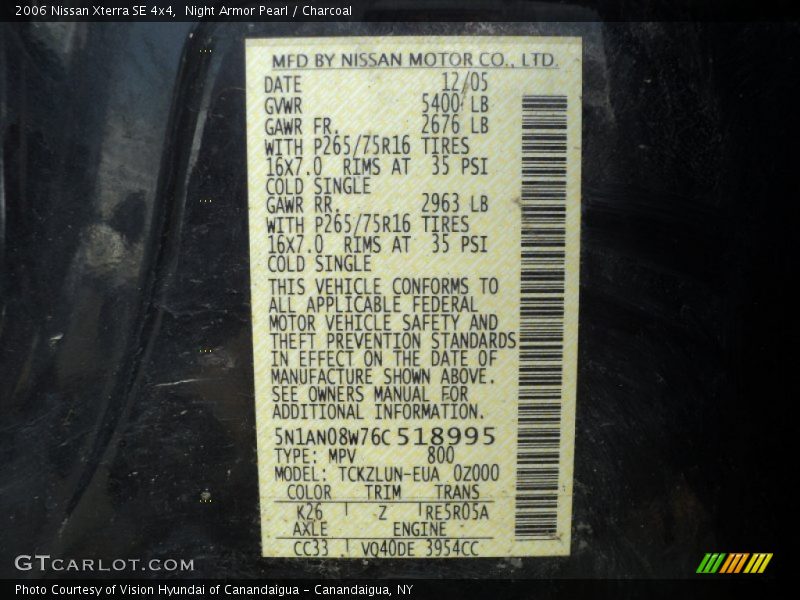 2006 Nissan Xterra SE 4x4,  Night Armor Pearl / Charcoal
MFD BY NISSAN MOTOR CO., LTD.
DATE 12/05
GVWR 5400 LB
GAWR FR. 2676 LB
WITH P265/75R16 TIRES
16X7.0 RIMS AT 35 PSI
COLD SINGLE
GAWR RR. 2963 LB
WITH P265/75R16 TIRES
16X7.0 RIMS AT 35 PSI
COLD SINGLE
THIS VEHICLE CONFORMS TO
ALL APPLICABLE FEDERAL
MOTOR VEHICLE SAFETY AND
THEFT PREVENTION STANDARDS
IN EFFECT ON THE DATE OF
MANUFACTURE SHOWN ABOVE.
SEE OWNERS MANUAL FOR
ADDITIONAL INFORMATION.
5N1AN08W76C518995
TYPE: MPV 800
MODEL: TCKZLUN-EUA 0Z000
COLOR TRIM TRANS
K26 Z RE5R05A
AXLE ENGINE
CC33 VQ40DE 3954CC
GTCARLOT.COM
Photo Courtesy of Vision Hyundai of Canandaigua - Canandaigua, NY